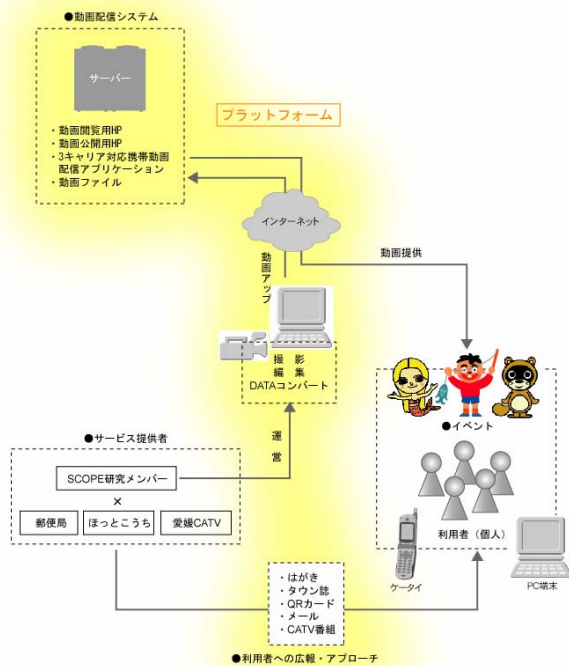 ●動画配信システム
サーバー
・動画閲覧用HP
・動画公開用HP
・3キャリア対応携帯動画
配信アプリケーション
・動画ファイル
プラットフォーム
インターネット
動画アップ
動画提供
撮影
編集
DATAコンバート
●イベント
利用者（個人）
ケータイ
PC端末
●サービス提供者
運営
SCOPE研究メンバー
×
郵便局
ほっとこうち
愛媛CATV
・はがき
・タウン誌
・QRカード
・メール
・CATV番組
●利用者への広報・アプローチ